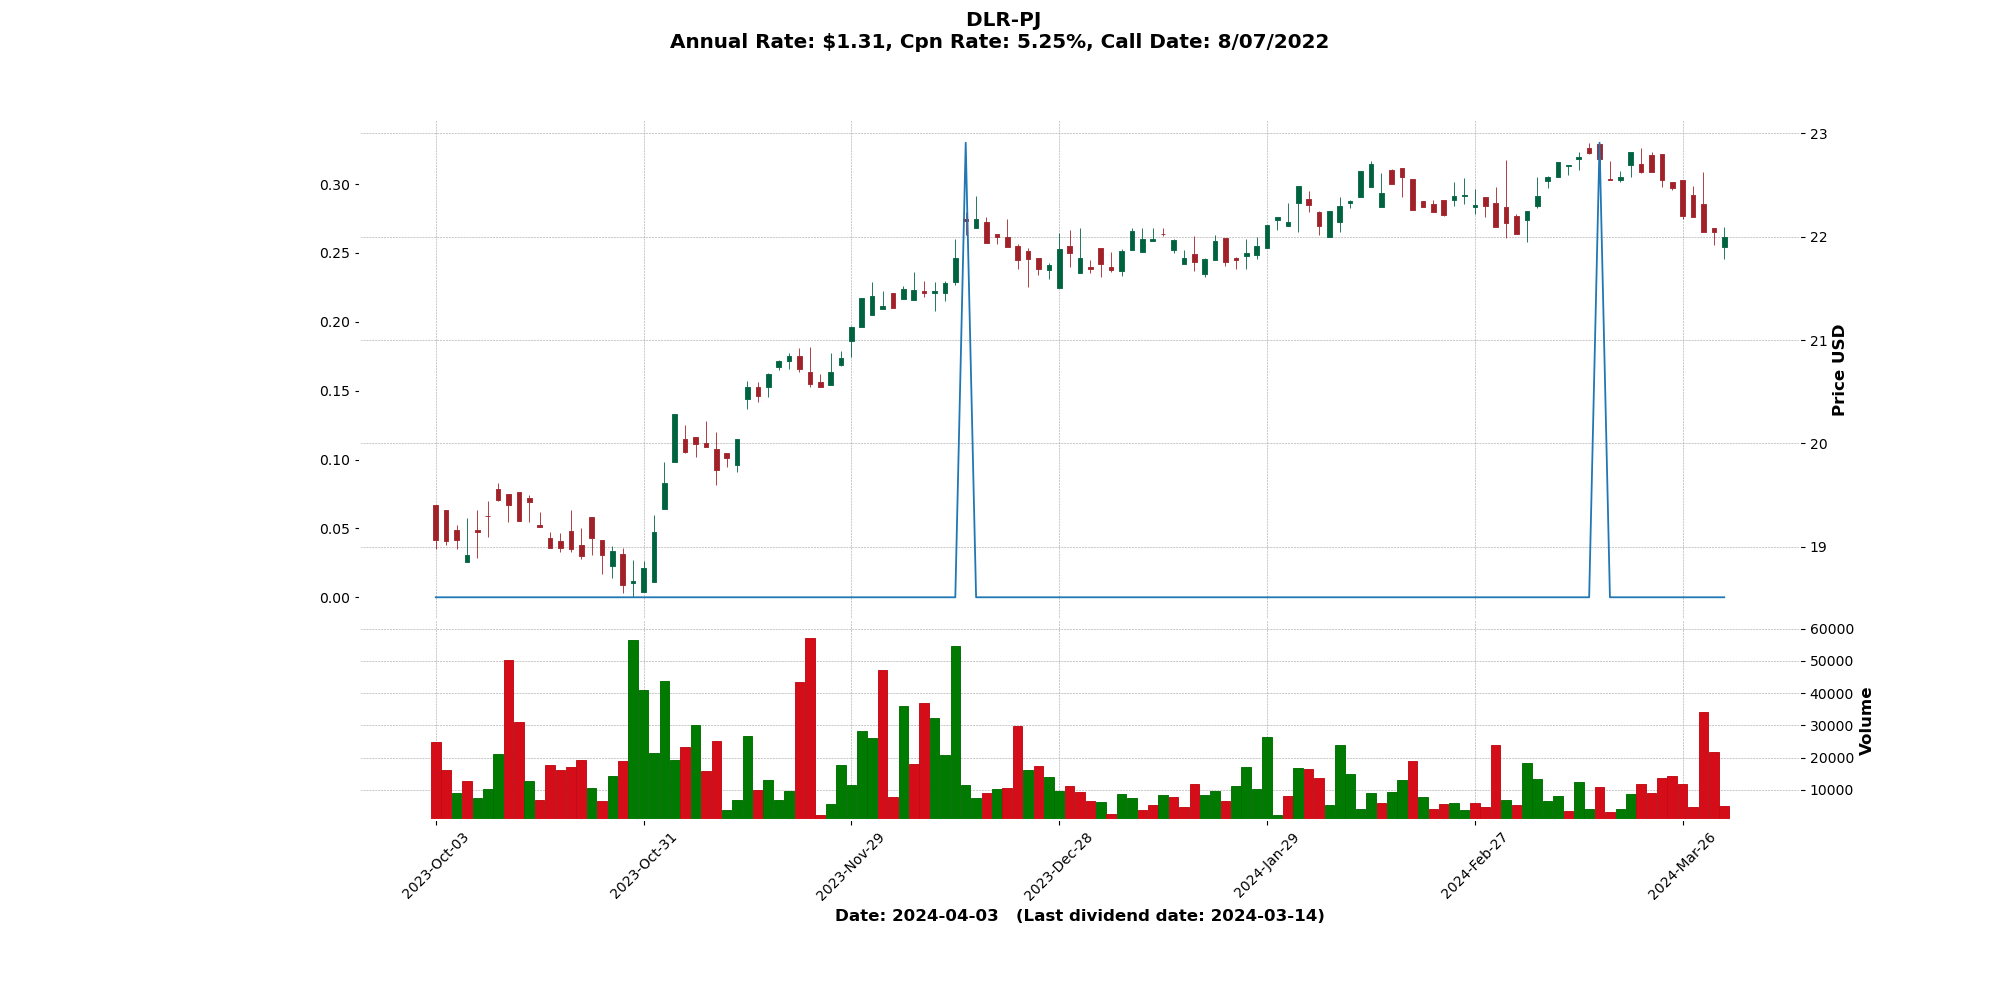 DLR-PJ
Annual Rate: $1.31, Cpn Rate: 5.25%, Call Date: 8/07/2022
0.30
0.25
0.20
0.15
0.10
0.05
0.00
23
22
21
20
19
Price USD
60000
50000
40000
30000
20000
10000
Volume
2023-Oct-03
2023-Oct-31
2023-Nov-29
2023-Dec-28
2024-Jan-29
2024-Feb-27
2024-Mar-26
Date: 2024-04-03 (Last dividend date: 2024-03-14)